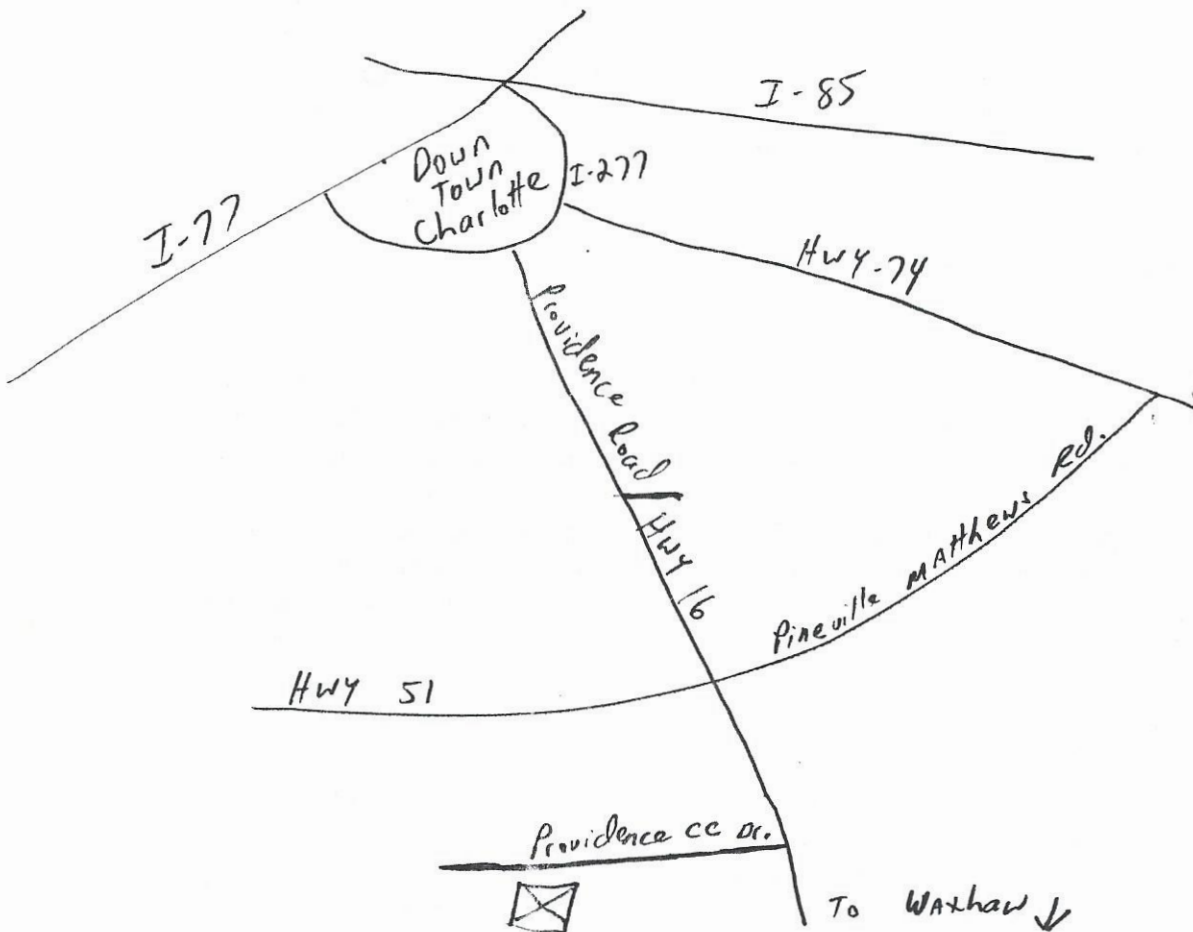 I-85
Down
Town
Charlotte
I-277
I-77
HWY-74
Providence Road / HWY 16
Pineville MAtthews Rd.
HWY 51
Providence CC Dr.
To WAxhaw